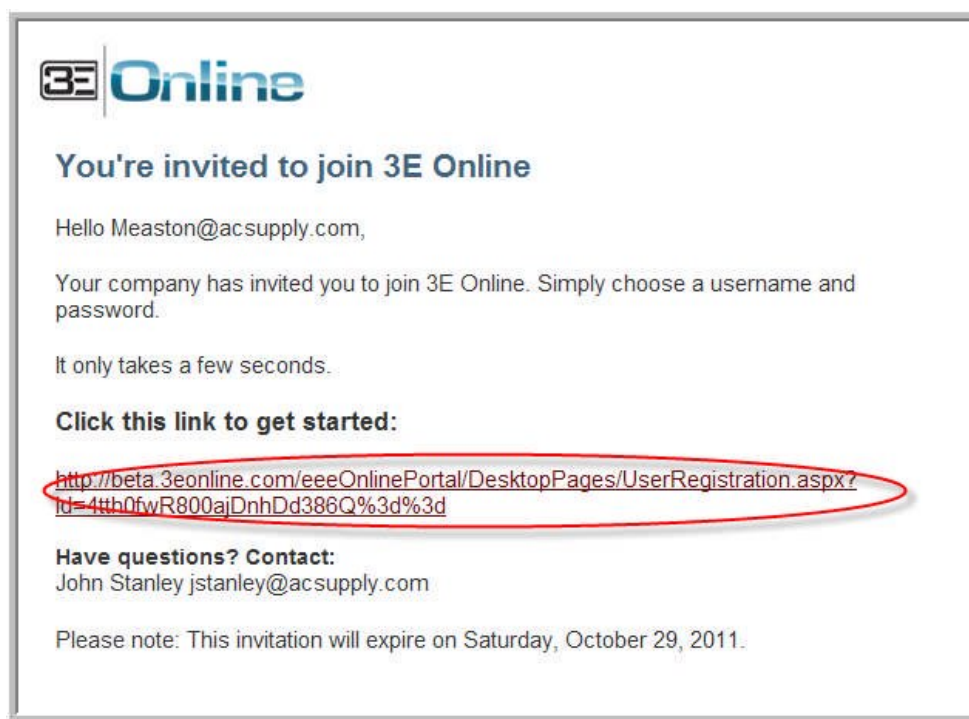 3E Online
You're invited to join 3E Online
Hello Measton@acsupply.com,
Your company has invited you to join 3E Online. Simply choose a username and
password.
It only takes a few seconds.
Click this link to get started:
http://beta.3eonline.com/eeeOnlinePortal/DesktopPages/UserRegistration.aspx?
id=4tth0fwR800ajDnhDd386Q%3d%3d
Have questions? Contact:
John Stanley jstanley@acsupply.com
Please note: This invitation will expire on Saturday, October 29, 2011.